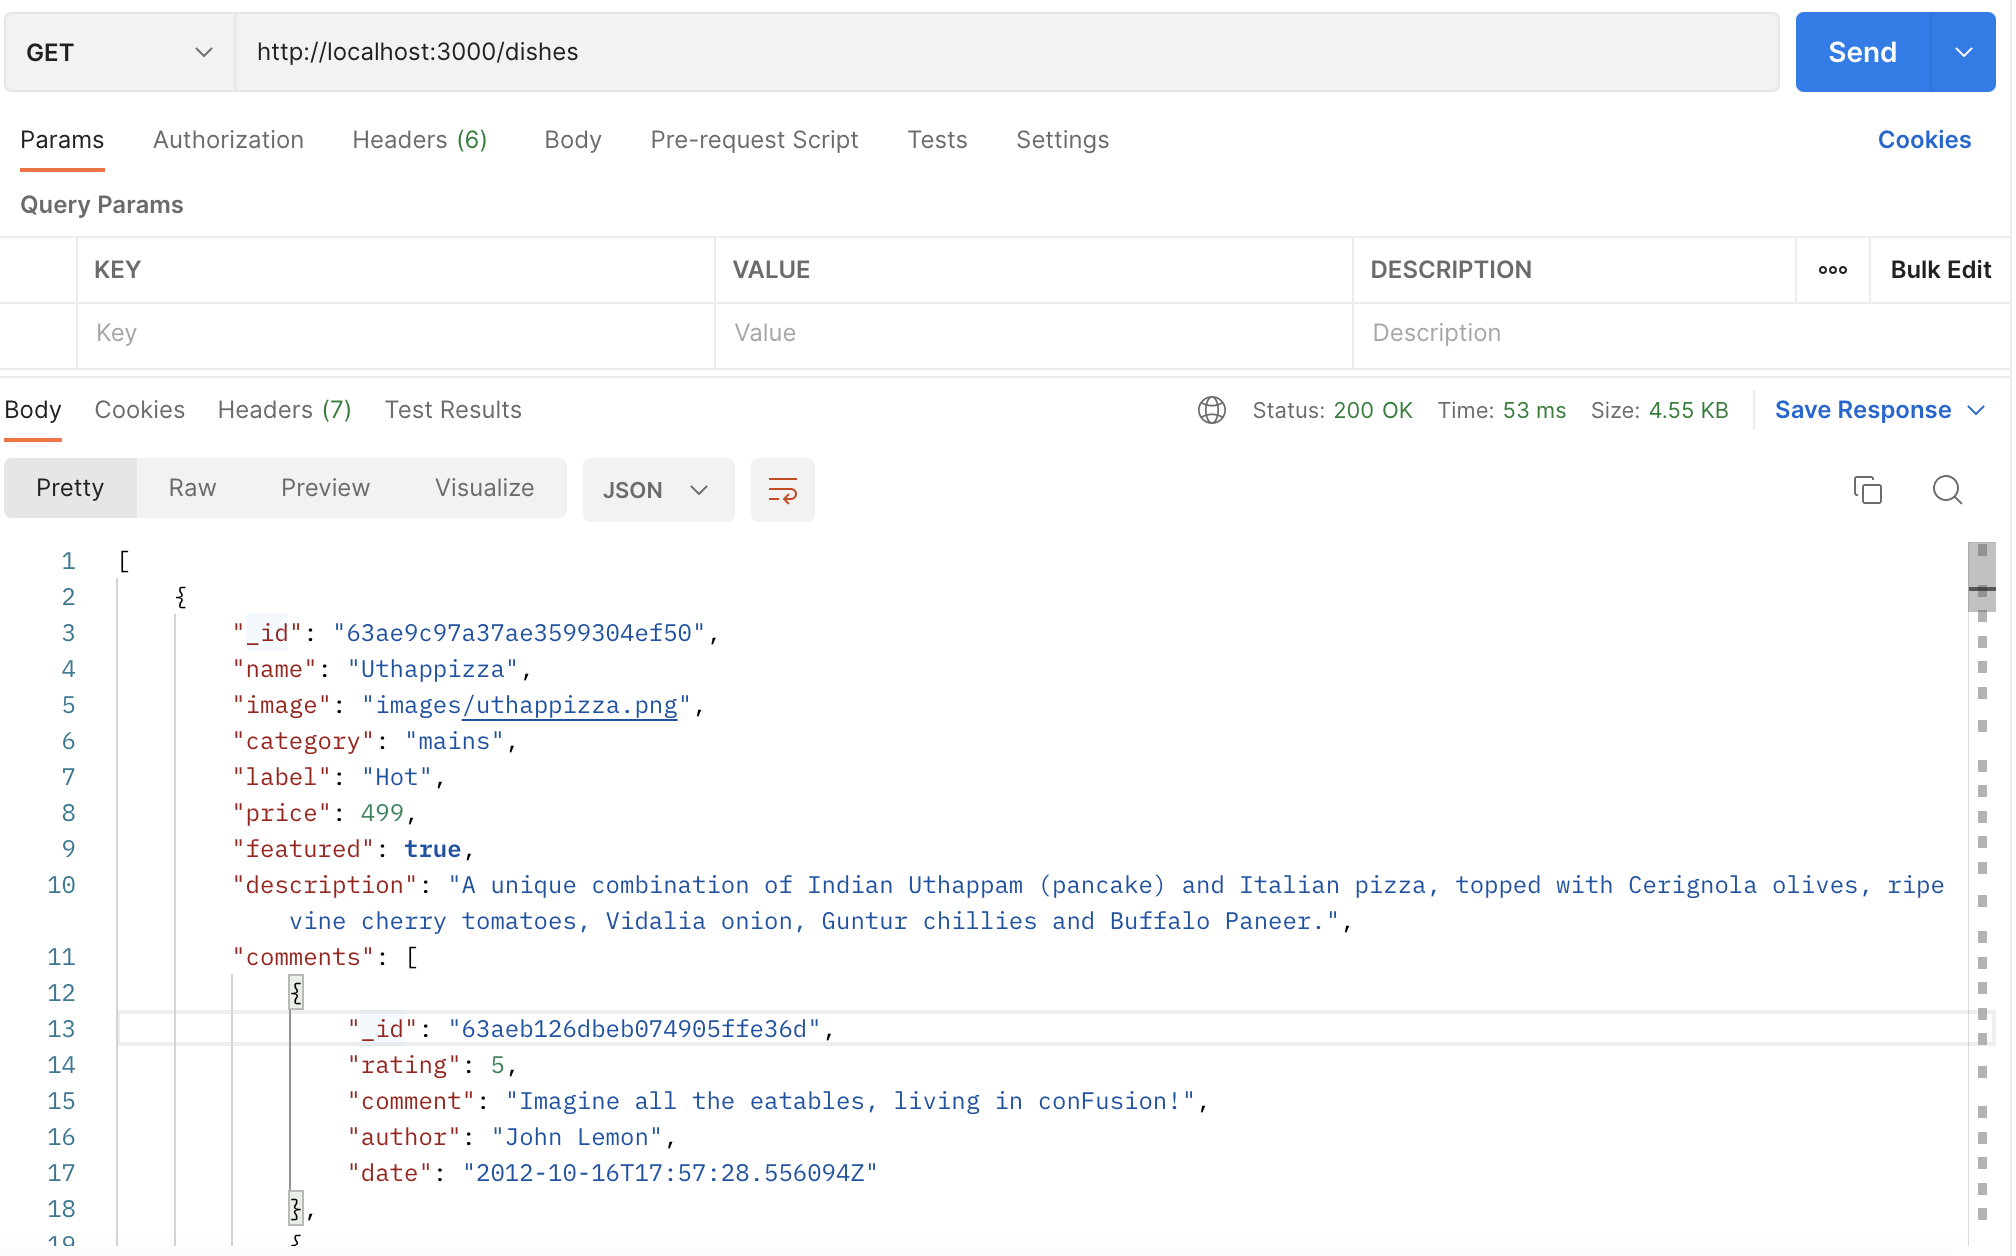 GET http://localhost:3000/dishes Send
Params Authorization Headers (6) Body Pre-request Script Tests Settings Cookies
Query Params
KEY VALUE DESCRIPTION ooo Bulk Edit
Key Value Description
Body Cookies Headers (7) Test Results Status: 200 OK Time: 53 ms Size: 4.55 KB Save Response
Pretty Raw Preview Visualize JSON
1 [
2 {
3 "_id": "63ae9c97a37ae3599304ef50",
4 "name": "Uthappizza",
5 "image": "images/uthappizza.png",
6 "category": "mains",
7 "label": "Hot",
8 "price": 499,
9 "featured": true,
10 "description": "A unique combination of Indian Uthappam (pancake) and Italian pizza, topped with Cerignola olives, ripe
vine cherry tomatoes, Vidalia onion, Guntur chillies and Buffalo Paneer.",
11 "comments": [
12 {
13 "_id": "63aeb126dbeb074905ffe36d",
14 "rating": 5,
15 "comment": "Imagine all the eatables, living in conFusion!",
16 "author": "John Lemon",
17 "date": "2012-10-16T17:57:28.556094Z"
18 },
19 {